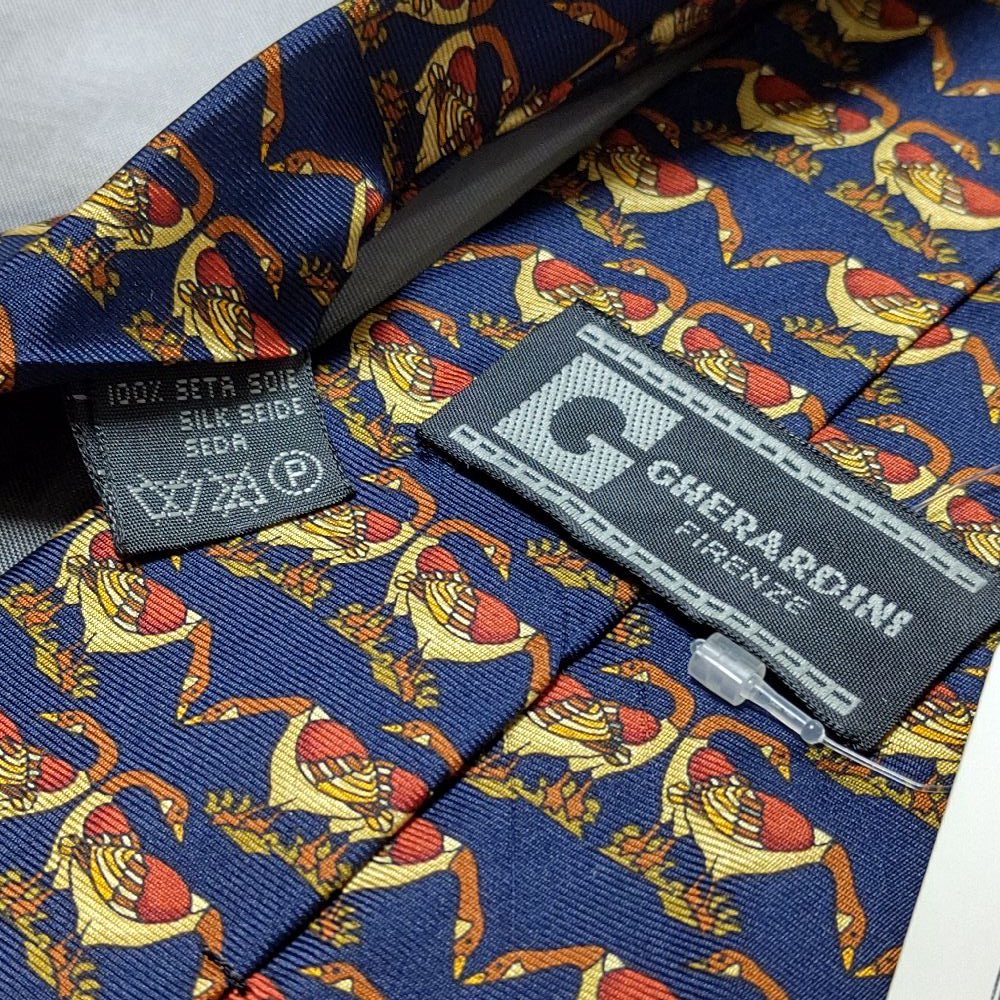 100% SETA SOIE
SILK-SEIDE
SEDA
P
G
GHERARDINI
FIRENZE